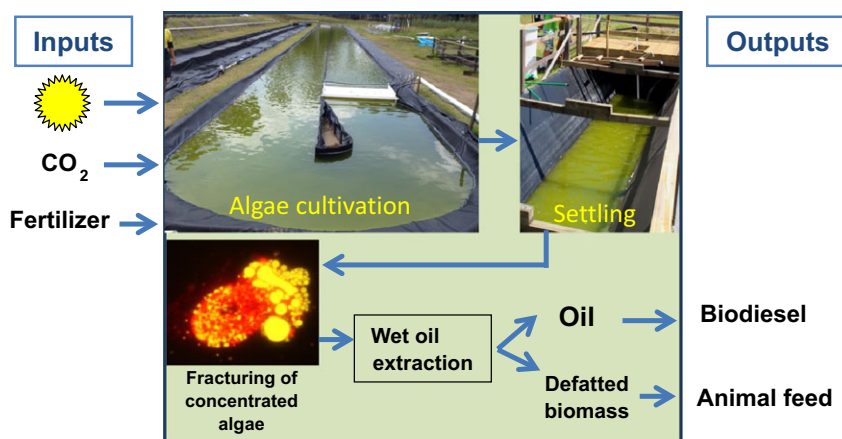 Inputs
Outputs
CO2
Fertilizer
Algae cultivation
Settling
Fracturing of
concentrated
algae
Wet oil
extraction
Oil
Defatted
biomass
Biodiesel
Animal feed